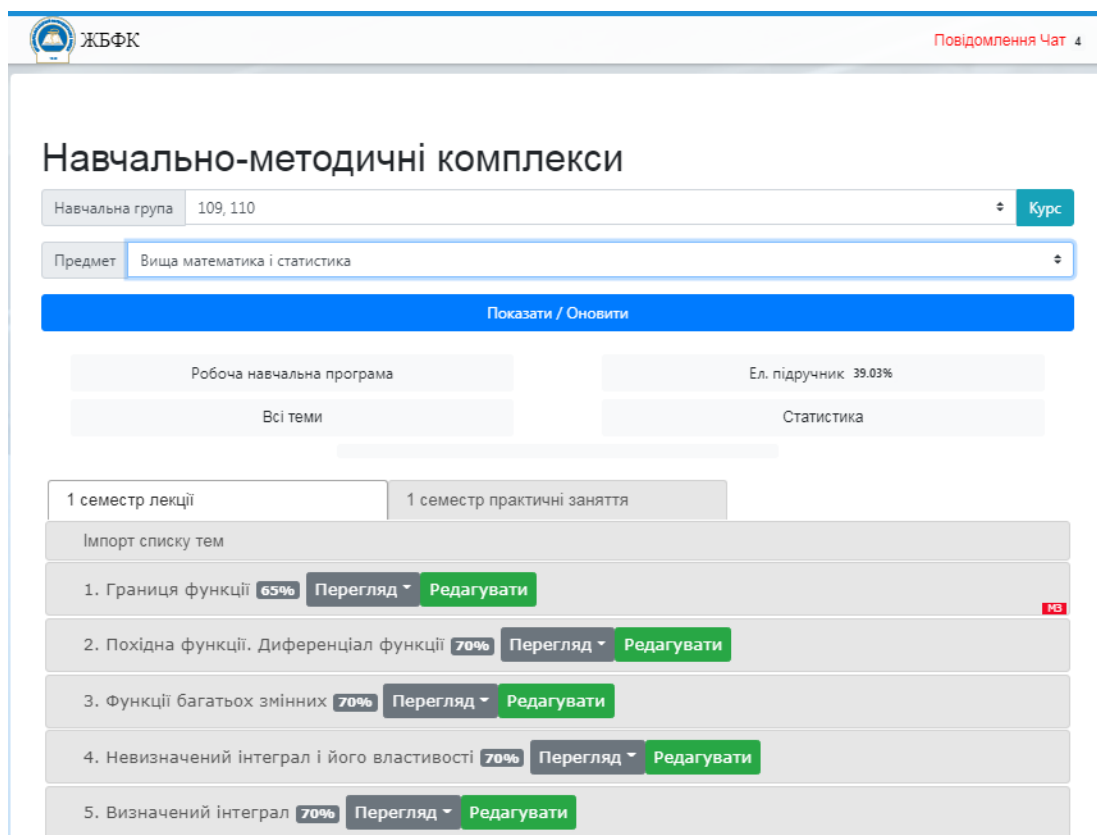 ЖБФК
Повідомлення Чат 4
Навчально-методичні комплекси
Навчальна група 109, 110 Курс
Предмет Вища математика і статистика
Показати / Оновити
Робоча навчальна програма Ел. підручник 39.03%
Всі теми Статистика
1 семестр лекції 1 семестр практичні заняття
Імпорт списку тем
1. Границя функції 65% Перегляд Редагувати
МЗ
2. Похідна функції. Диференціал функції 70% Перегляд Редагувати
3. Функції багатьох змінних 70% Перегляд Редагувати
4. Невизначений інтеграл і його властивості 70% Перегляд Редагувати
5. Визначений інтеграл 70% Перегляд Редагувати